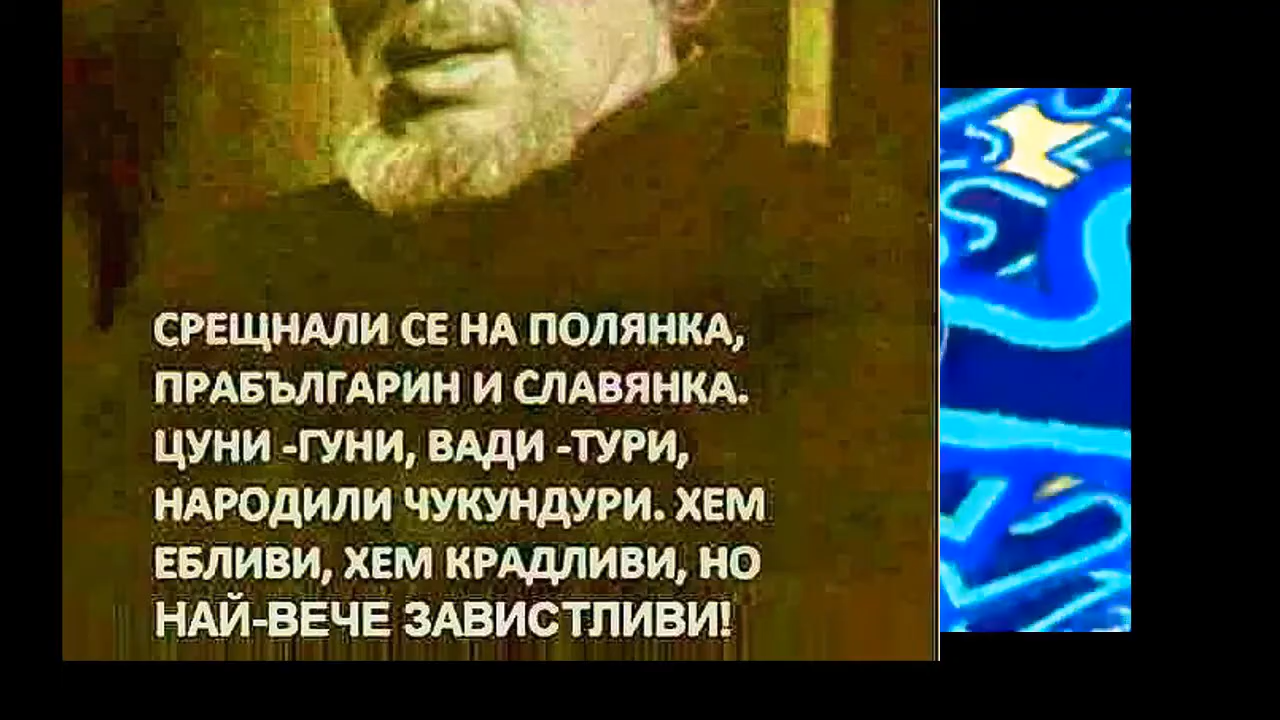 СРЕЩНАЛИ СЕ НА ПОЛЯНКА,
ПРАБЪЛГАРИН И СЛАВЯНКА.
ЦУНИ -ГУНИ, ВАДИ -ТУРИ,
НАРОДИЛИ ЧУКУНДУРИ. ХЕМ
ЕБЛИВИ, ХЕМ КРАДЛИВИ, НО
НАЙ-ВЕЧЕ ЗАВИСТЛИВИ!